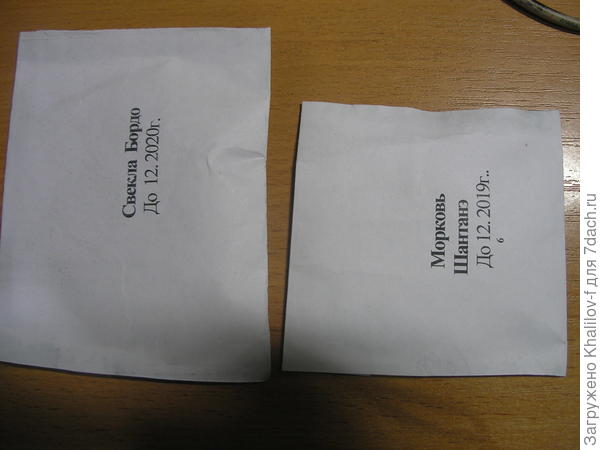 Свекла Бордо
До 12. 2020г.
Морковь
Шантанэ
До 12. 2019г..
6
Загружено Khalilov-f для 7dach.ru